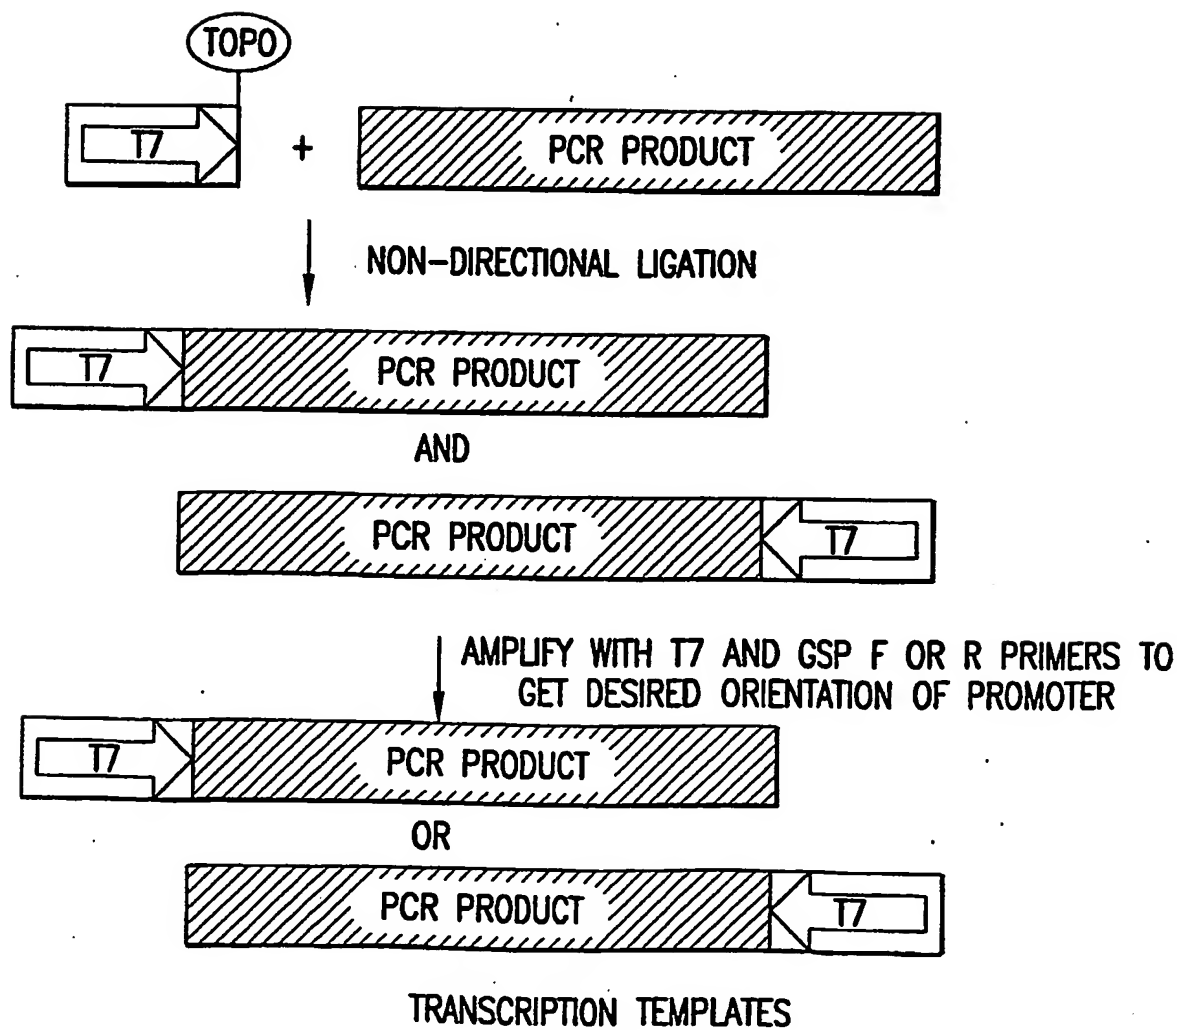 TOPO
T7 + PCR PRODUCT
NON-DIRECTIONAL LIGATION
T7 PCR PRODUCT
AND
PCR PRODUCT T7
AMPLIFY WITH T7 AND GSP F OR R PRIMERS TO
GET DESIRED ORIENTATION OF PROMOTER
T7 PCR PRODUCT
OR
PCR PRODUCT T7
TRANSCRIPTION TEMPLATES